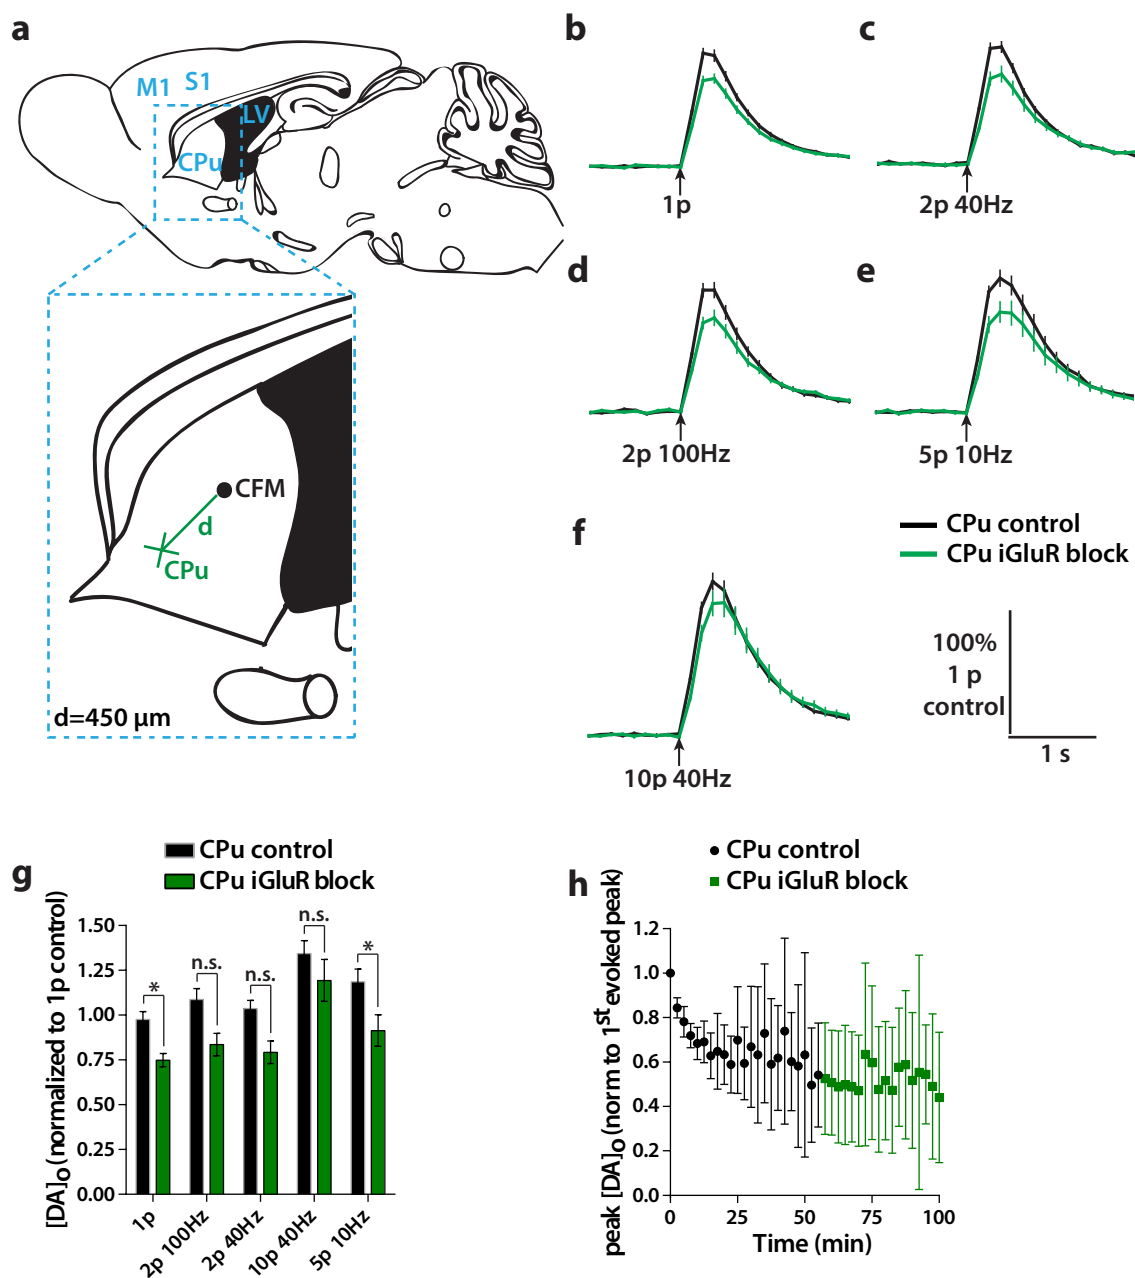 a
M1
S1
LV
CPu
CFM
d
CPu
d=450 µm
b
1p
c
2p 40Hz
d
2p 100Hz
e
5p 10Hz
f
10p 40Hz
CPu control
CPu iGluR block
100%
1 p
control
1 s
g
CPu control
CPu iGluR block
[DA]o (normalized to 1p control)
1.50
1.25
1.00
0.75
0.50
0.25
0.00
*
n.s.
n.s.
n.s.
*
1p
2p 100Hz
2p 40Hz
10p 40Hz
5p 10Hz
h
CPu control
CPu iGluR block
peak [DA]o (norm to 1st evoked peak)
1.2
1.0
0.8
0.6
0.4
0.2
0.0
0
25
50
75
100
Time (min)